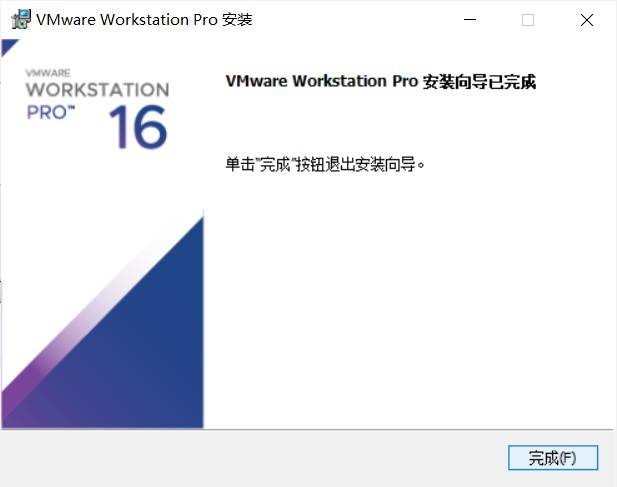 VMware Workstation Pro 安装
VMWARE
WORKSTATION
PRO™
16
VMware Workstation Pro 安装向导已完成
单击"完成"按钮退出安装向导。
完成(F)